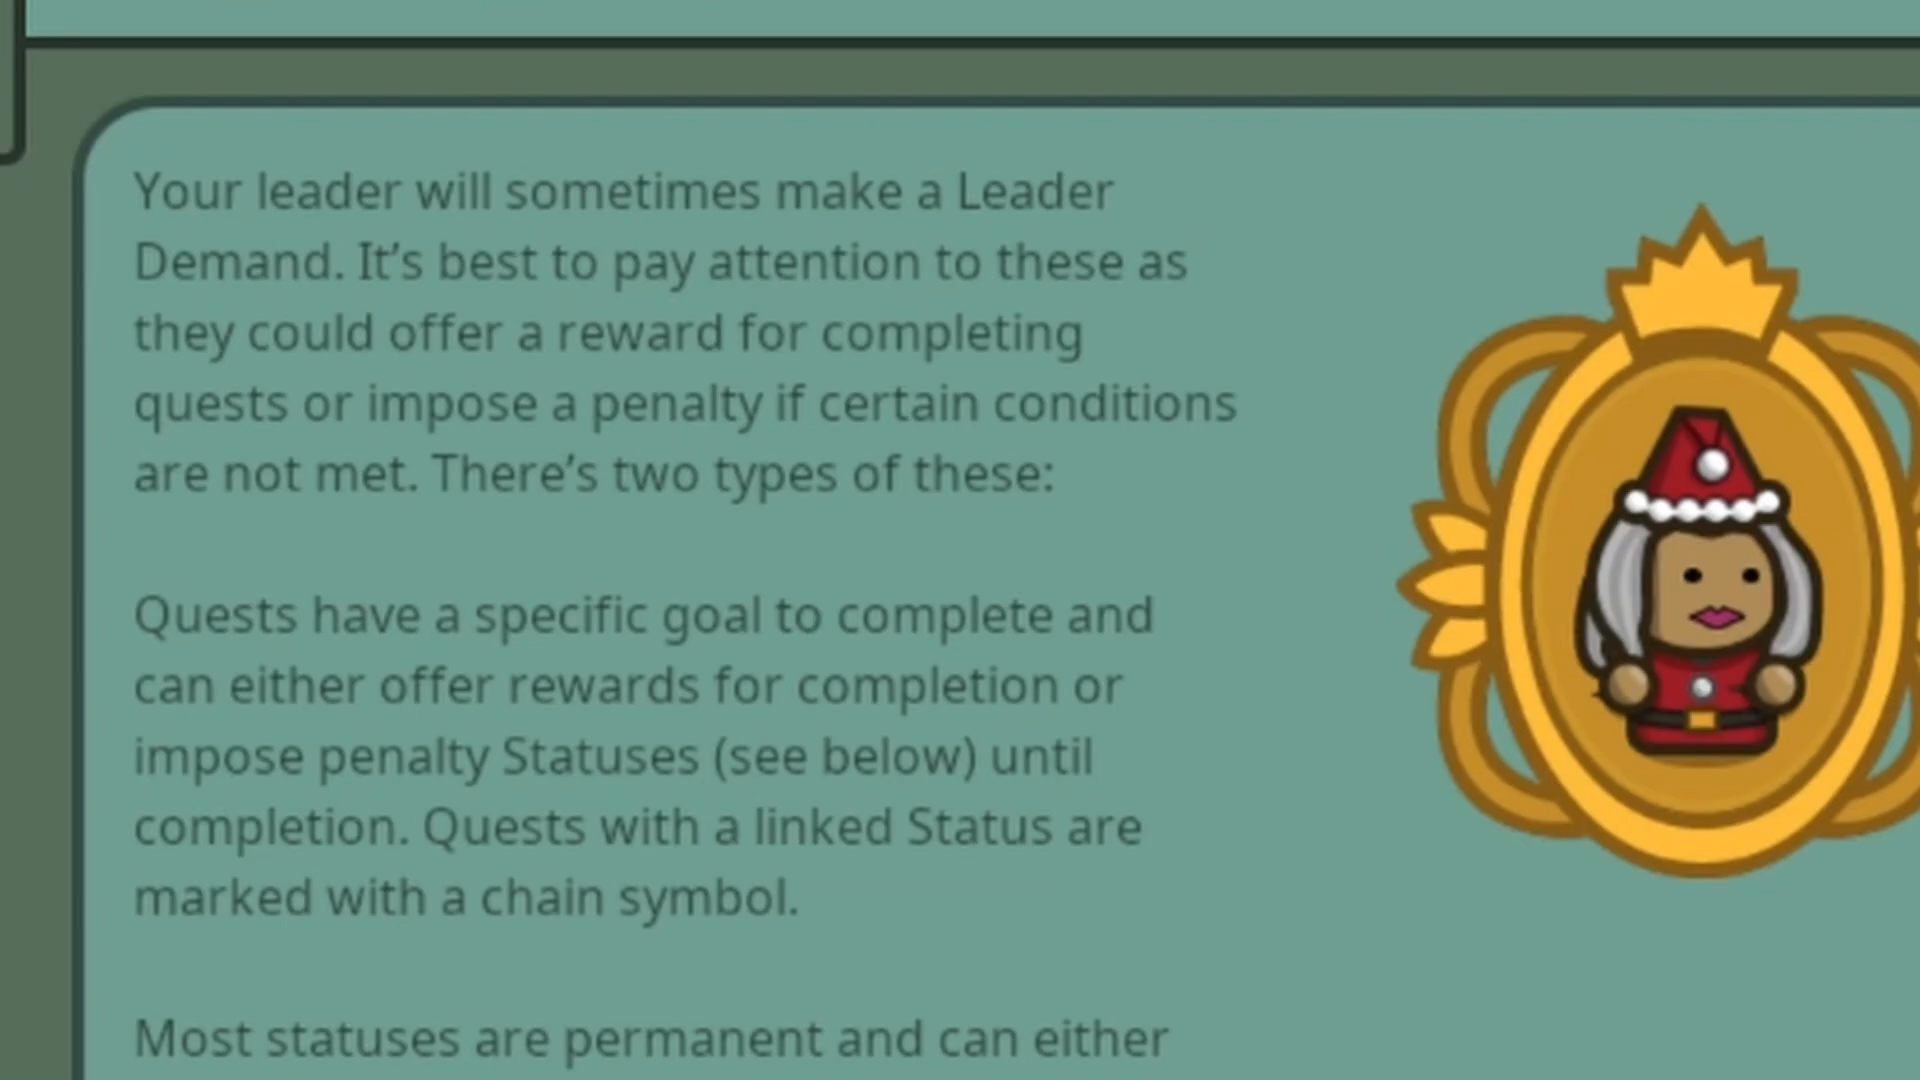 Your leader will sometimes make a Leader
Demand. It’s best to pay attention to these as
they could offer a reward for completing
quests or impose a penalty if certain conditions
are not met. There’s two types of these:
Quests have a specific goal to complete and
can either offer rewards for completion or
impose penalty Statuses (see below) until
completion. Quests with a linked Status are
marked with a chain symbol.
Most statuses are permanent and can either